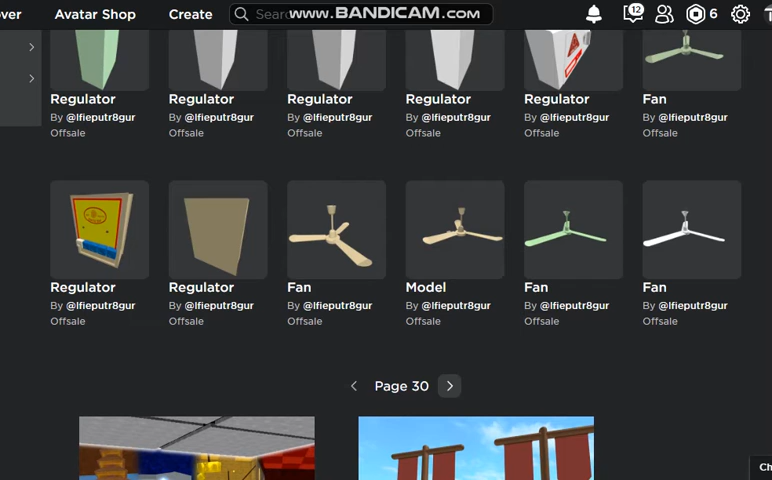 over Avatar Shop Create Sear www.BANDICAM.com 12 6
Regulator Regulator Regulator Regulator Regulator Fan
By @lfieputr8gur By @lfieputr8gur By @lfieputr8gur By @lfieputr8gur By @lfieputr8gur By @lfieputr8gur
Offsale Offsale Offsale Offsale Offsale Offsale
Regulator Regulator Fan Model Fan Fan
By @lfieputr8gur By @lfieputr8gur By @lfieputr8gur By @lfieputr8gur By @lfieputr8gur By @lfieputr8gur
Offsale Offsale Offsale Offsale Offsale Offsale
Page 30
Ch